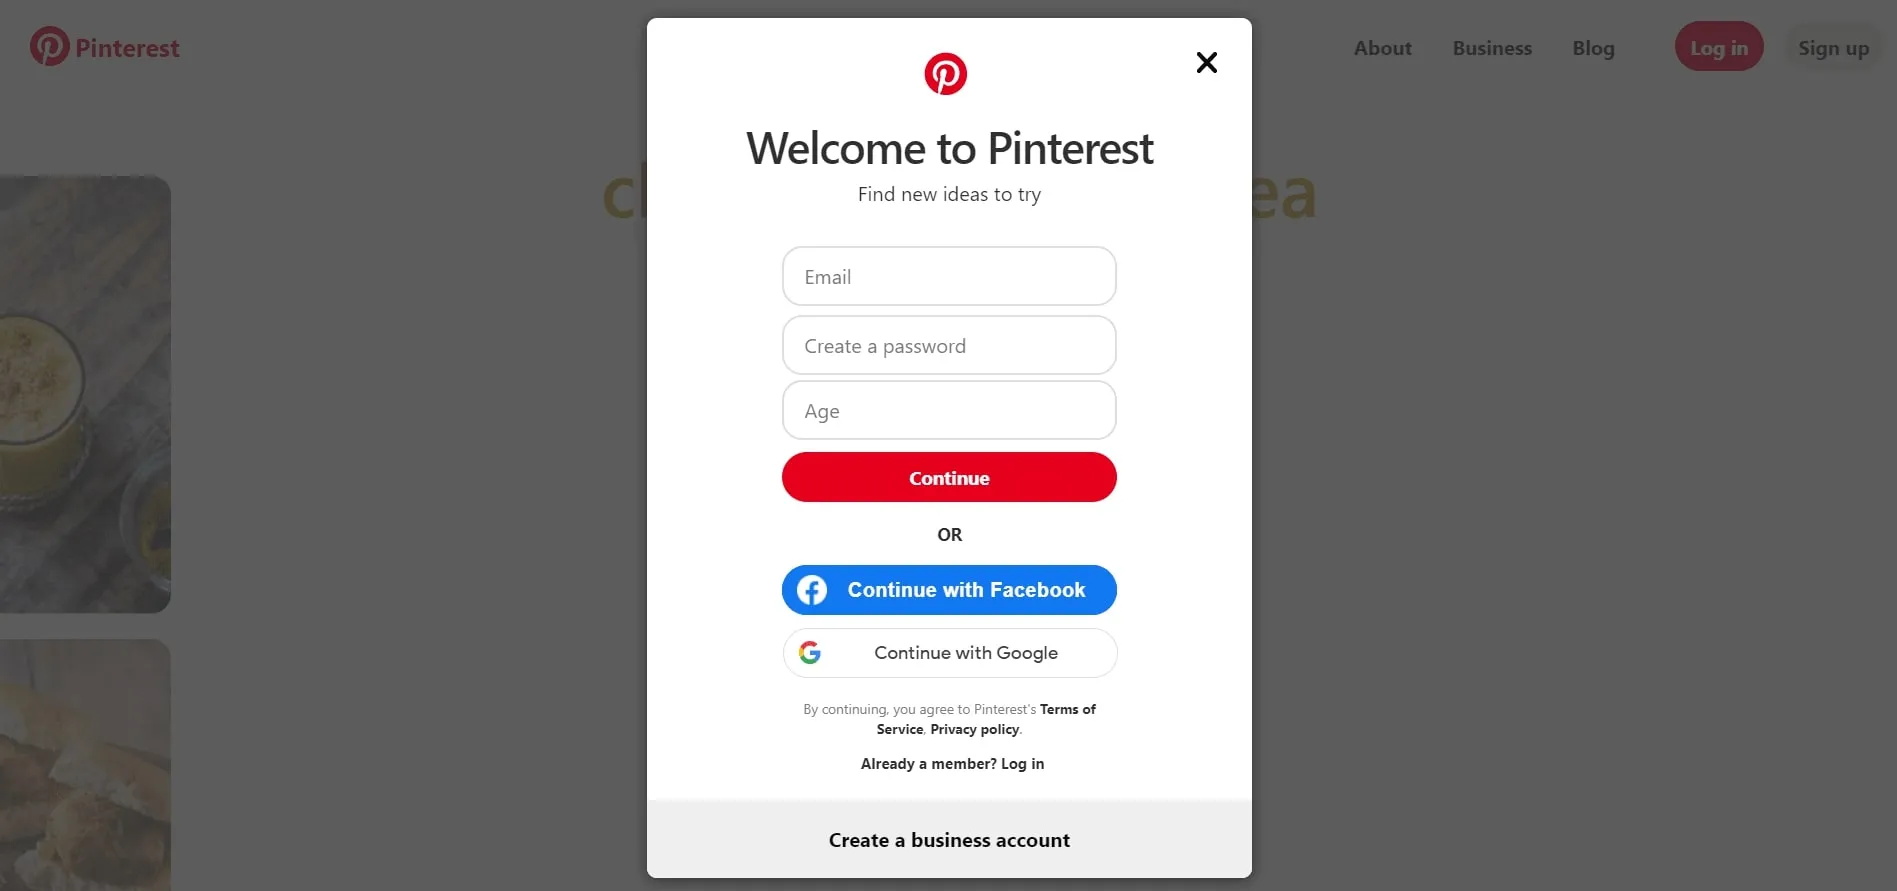 Pinterest
About
Business
Blog
Log in
Sign up
Welcome to Pinterest
Find new ideas to try
Email
Create a password
Age
Continue
OR
Continue with Facebook
Continue with Google
By continuing, you agree to Pinterest's Terms of
Service, Privacy policy.
Already a member? Log in
Create a business account